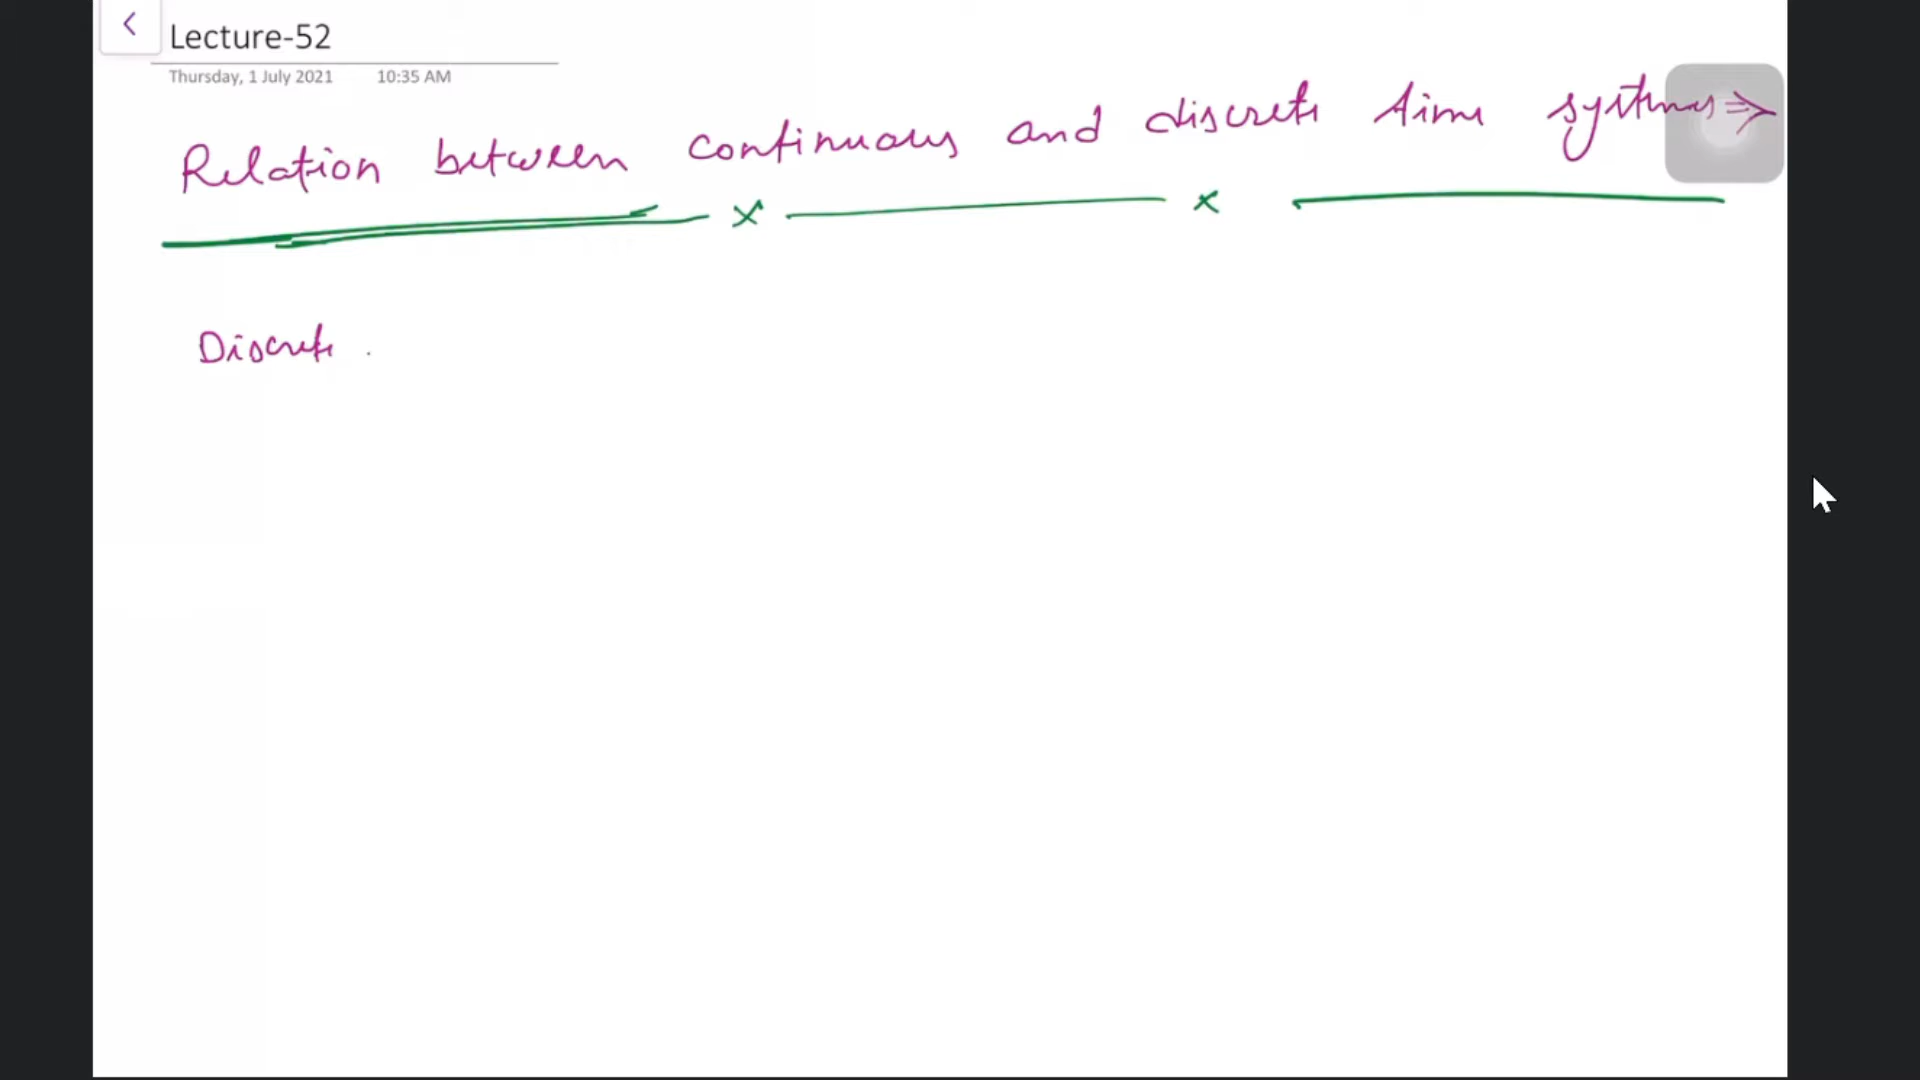 Lecture-52
Thursday, 1 July 2021 10:35 AM
Relation between continuous and discrete time systems ⇒
Discrete